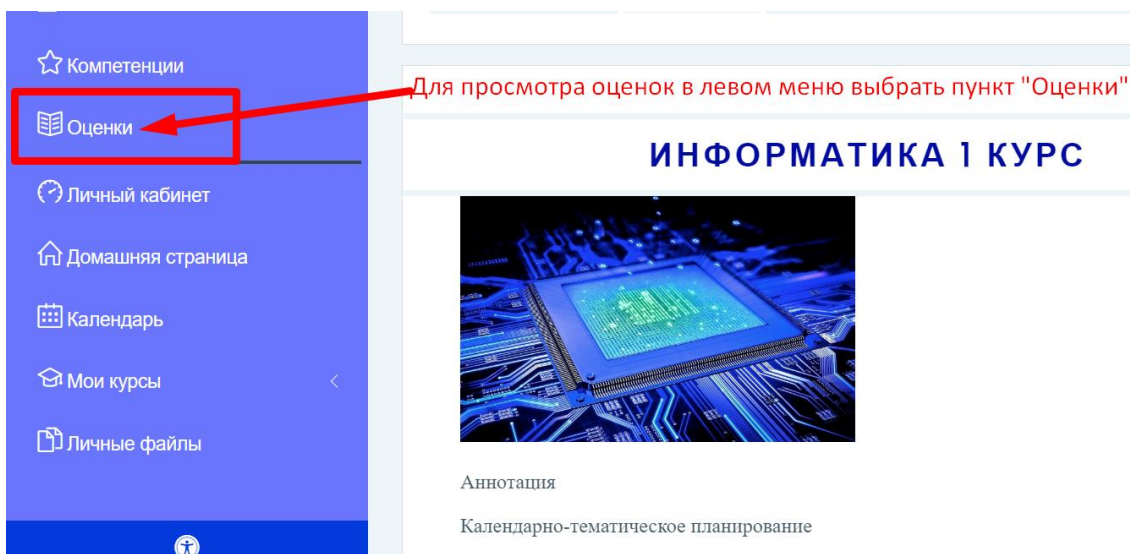 Компетенции
Оценки
Личный кабинет
Домашняя страница
Календарь
Мои курсы
Личные файлы
Для просмотра оценок в левом меню выбрать пункт "Оценки"
ИНФОРМАТИКА 1 КУРС
Аннотация
Календарно-тематическое планирование